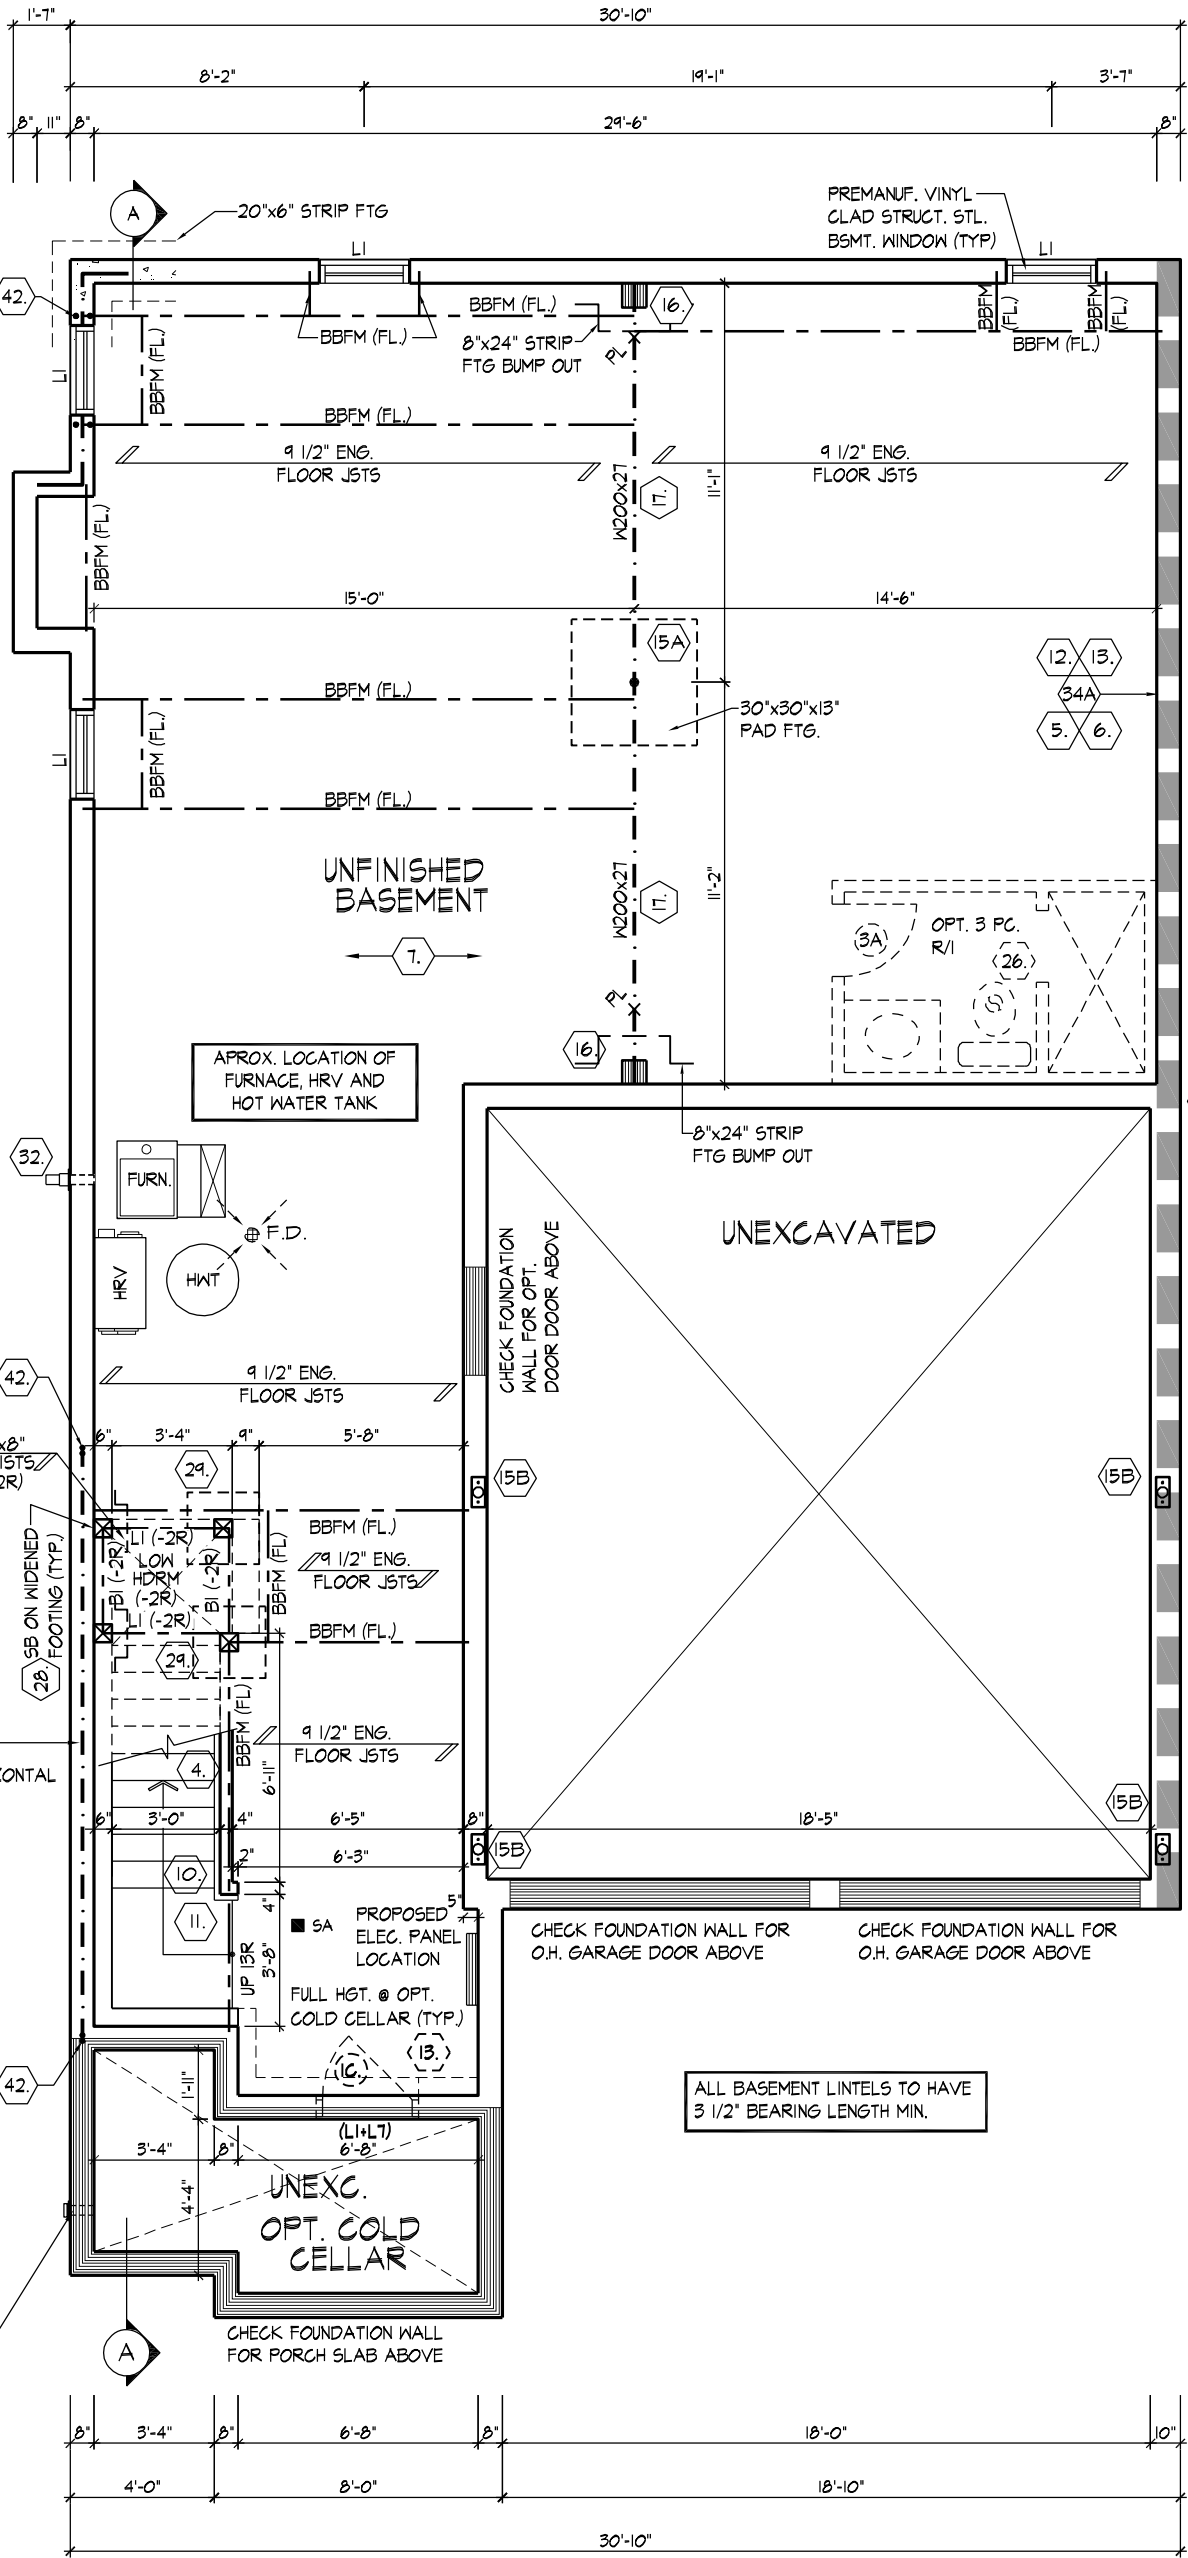 1'-7" 30'-10"
8'-2" 19'-1" 3'-7"
8" 11" 8" 29'-6" 8"
A
20"x6" STRIP FTG
PREMANUF. VINYL
CLAD STRUCT. STL.
BSMT. WINDOW (TYP)
L1
L1
42.
BBFM (FL.)
16.
BBFM (FL.)
8"x24" STRIP
FTG BUMP OUT
PL
BBFM
(FL.)
BBFM
(FL.)
BBFM (FL.)
L1
BBFM (FL.)
BBFM (FL.)
9 1/2" ENG.
FLOOR JSTS
9 1/2" ENG.
FLOOR JSTS
W200x27
17.
11'-1"
BBFM (FL.)
15'-0" 14'-6"
15A
12. 13.
34A
5. 6.
BBFM (FL.)
30"x30"x13"
PAD FTG.
L1
BBFM (FL.)
BBFM (FL.)
UNFINISHED
BASEMENT
W200x27
17.
11'-2"
7.
3A
OPT. 3 PC.
R/I
26.
PL
16.
APROX. LOCATION OF
FURNACE, HRV AND
HOT WATER TANK
8"x24" STRIP
FTG BUMP OUT
32.
FURN.
F.D.
HRV
HWT
CHECK FOUNDATION
WALL FOR OPT.
DOOR DOOR ABOVE
UNEXCAVATED
42.
9 1/2" ENG.
FLOOR JSTS
x8"
ISTS
2R)
6" 3'-4" 9" 5'-8"
29.
15B
15B
SB ON WIDENED
FOOTING (TYP.)
28.
L1 (-2R)
LOW
HDRM
(-2R)
L1 (-2R)
B1 (-2R)
B1 (-2R)
BBFM (FL)
BBFM (FL.)
9 1/2" ENG.
FLOOR JSTS
BBFM (FL.)
29.
BBFM (FL)
9 1/2" ENG.
FLOOR JSTS
ZONTAL
4.
6'-11"
6" 3'-0" 4" 6'-5" 8" 18'-5"
15B
15B
2" 6'-3"
10.
11.
4"
5"
SA
PROPOSED
ELEC. PANEL
LOCATION
UP 13R
3'-8"
CHECK FOUNDATION WALL FOR
O.H. GARAGE DOOR ABOVE
CHECK FOUNDATION WALL FOR
O.H. GARAGE DOOR ABOVE
FULL HGT. @ OPT.
COLD CELLAR (TYP.)
1C.
13.
42.
1'-11"
(L1+L7)
ALL BASEMENT LINTELS TO HAVE
3 1/2" BEARING LENGTH MIN.
3'-4" 8" 6'-8"
4'-4"
UNEXC.
OPT. COLD
CELLAR
A
CHECK FOUNDATION WALL
FOR PORCH SLAB ABOVE
8" 3'-4" 8" 6'-8" 8" 18'-0" 10"
4'-0" 8'-0" 18'-10"
30'-10"